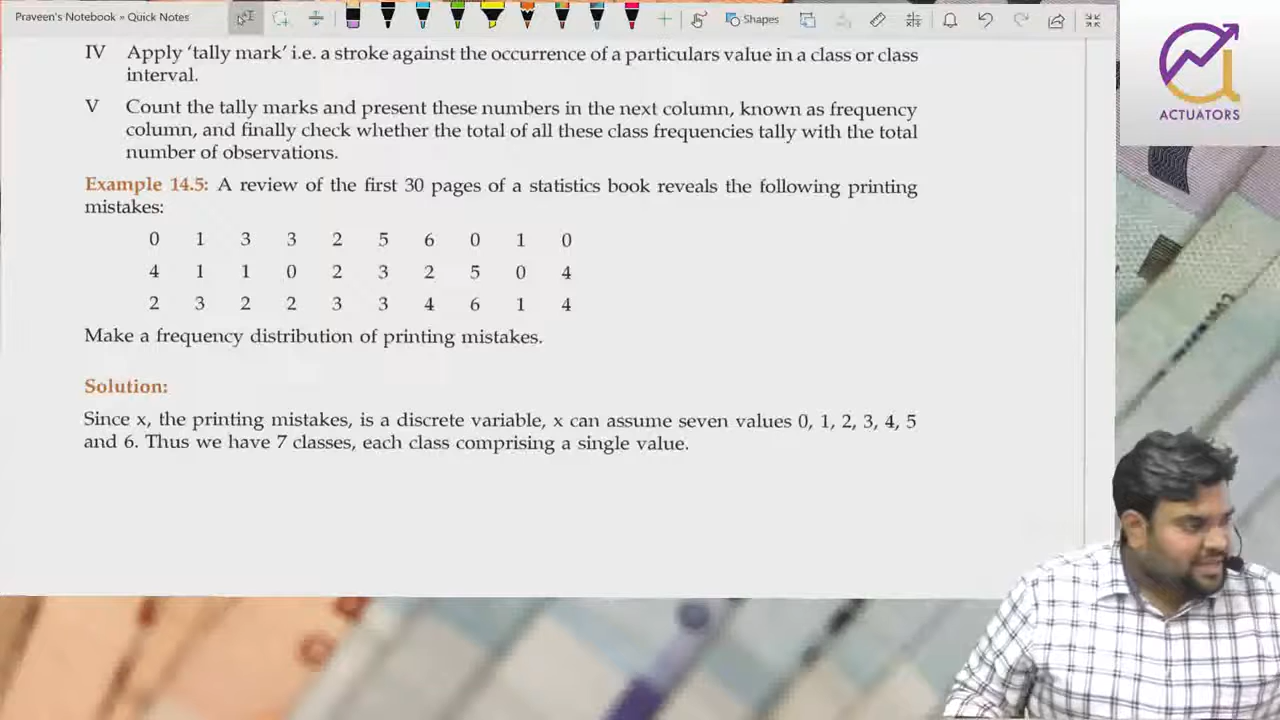 Praveen's Notebook » Quick Notes
Shapes
ACTUATORS
IV Apply 'tally mark' i.e. a stroke against the occurrence of a particulars value in a class or class
interval.
V Count the tally marks and present these numbers in the next column, known as frequency
column, and finally check whether the total of all these class frequencies tally with the total
number of observations.
Example 14.5: A review of the first 30 pages of a statistics book reveals the following printing
mistakes:
0 1 3 3 2 5 6 0 1 0
4 1 1 0 2 3 2 5 0 4
2 3 2 2 3 3 4 6 1 4
Make a frequency distribution of printing mistakes.
Solution:
Since x, the printing mistakes, is a discrete variable, x can assume seven values 0, 1, 2, 3, 4, 5
and 6. Thus we have 7 classes, each class comprising a single value.